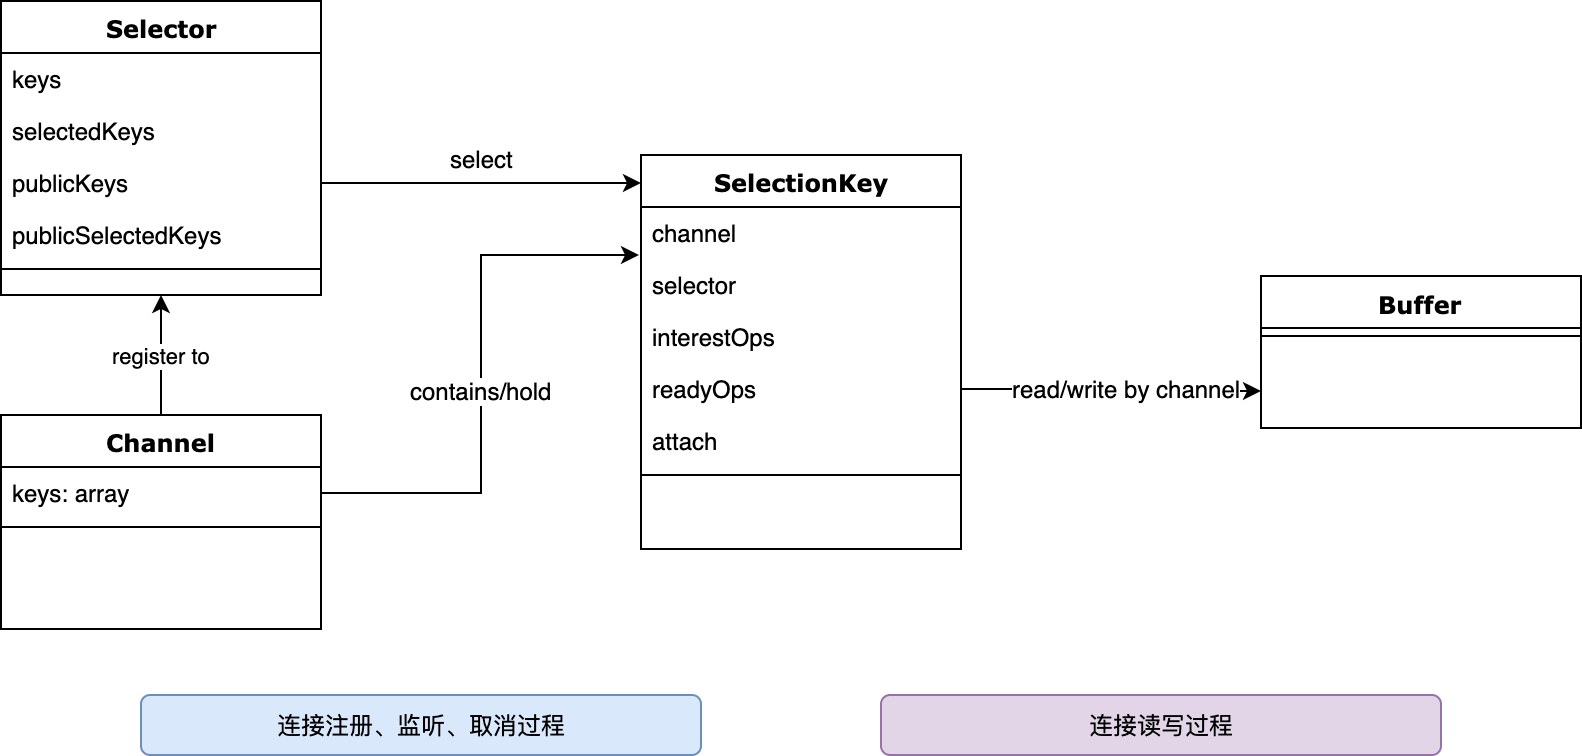 Selector
keys
selectedKeys
publicKeys
publicSelectedKeys
select
register to
Channel
keys: array
contains/hold
SelectionKey
channel
selector
interestOps
readyOps
attach
read/write by channel
Buffer
连接注册、监听、取消过程
连接读写过程